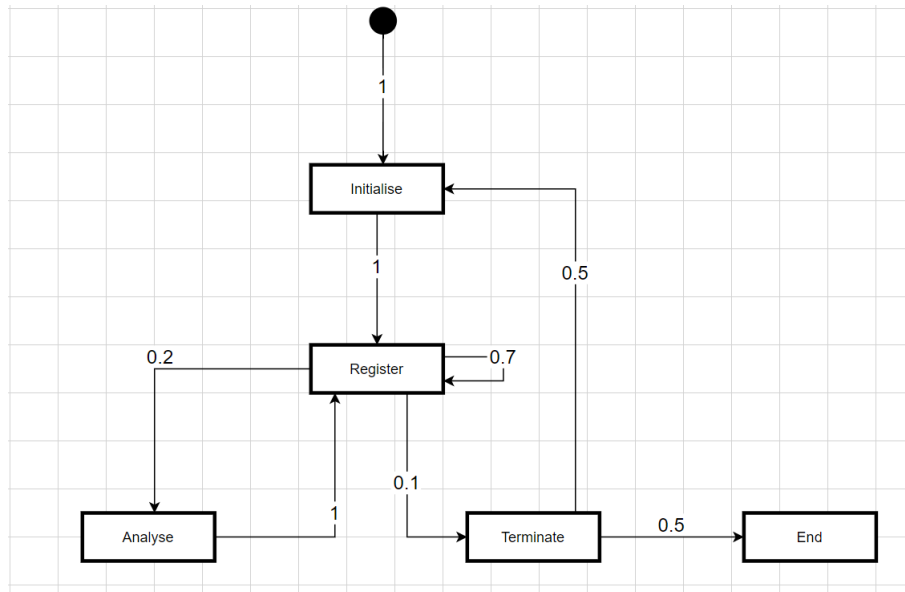 1
Initialise
1
0.5
0.2
0.7
Register
0.1
1
Analyse
Terminate
0.5
End